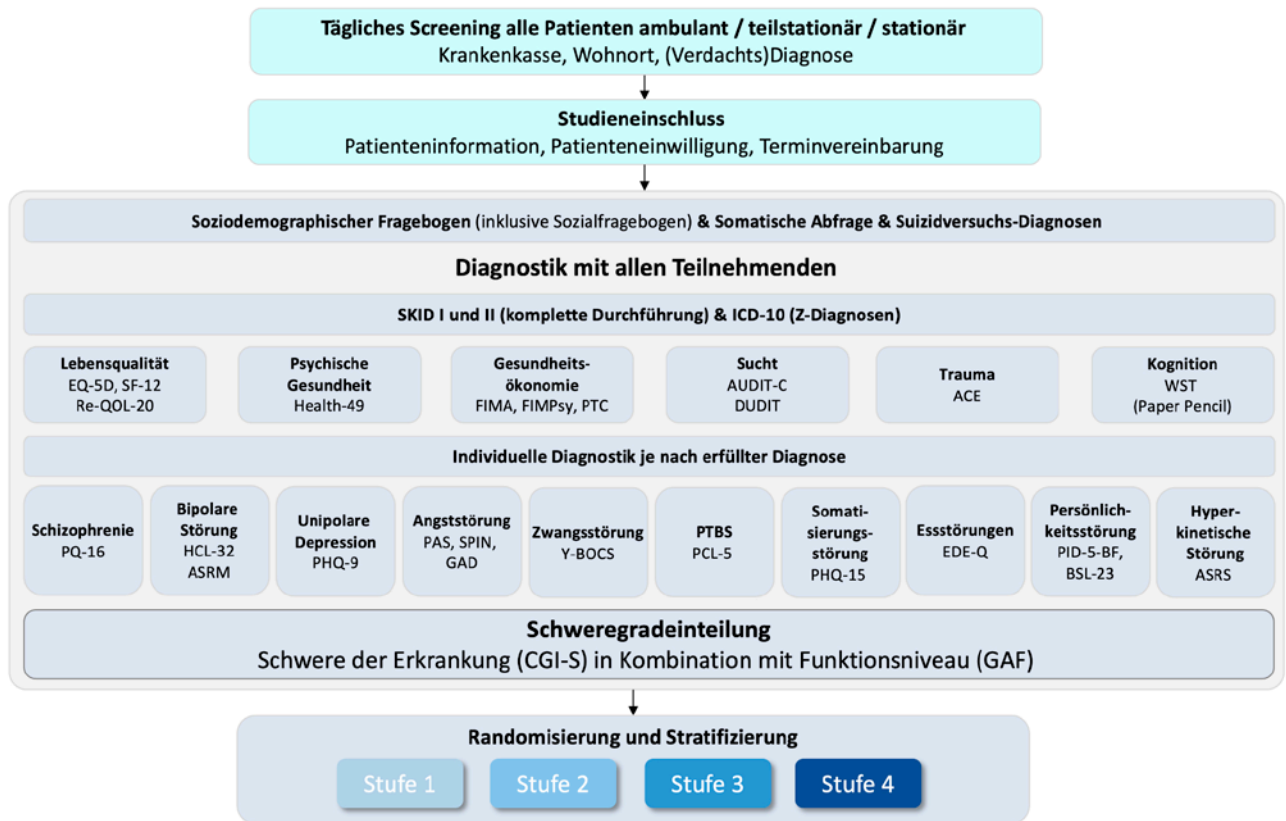 Tägliches Screening alle Patienten ambulant / teilstationär / stationär
Krankenkasse, Wohnort, (Verdachts)Diagnose
Studieneinschluss
Patienteninformation, Patienteneinwilligung, Terminvereinbarung
Soziodemographischer Fragebogen (inklusive Sozialfragebogen) & Somatische Abfrage & Suizidversuchs-Diagnosen
Diagnostik mit allen Teilnehmenden
SKID I und II (komplette Durchführung) & ICD-10 (Z-Diagnosen)
Lebensqualität
EQ-5D, SF-12
Re-QOL-20
Psychische
Gesundheit
Health-49
Gesundheits-
ökonomie
FIMA, FIMPsy, PTC
Sucht
AUDIT-C
DUDIT
Trauma
ACE
Kognition
WST
(Paper Pencil)
Individuelle Diagnostik je nach erfüllter Diagnose
Schizophrenie
PQ-16
Bipolare
Störung
HCL-32
ASRM
Unipolare
Depression
PHQ-9
Angststörung
PAS, SPIN,
GAD
Zwangsstörung
Y-BOCS
PTBS
PCL-5
Somati-
sierungs-
störung
PHQ-15
Essstörungen
EDE-Q
Persönlich-
keitsstörung
PID-5-BF,
BSL-23
Hyper-
kinetische
Störung
ASRS
Schweregradeinteilung
Schwere der Erkrankung (CGI-S) in Kombination mit Funktionsniveau (GAF)
Randomisierung und Stratifizierung
Stufe 1
Stufe 2
Stufe 3
Stufe 4